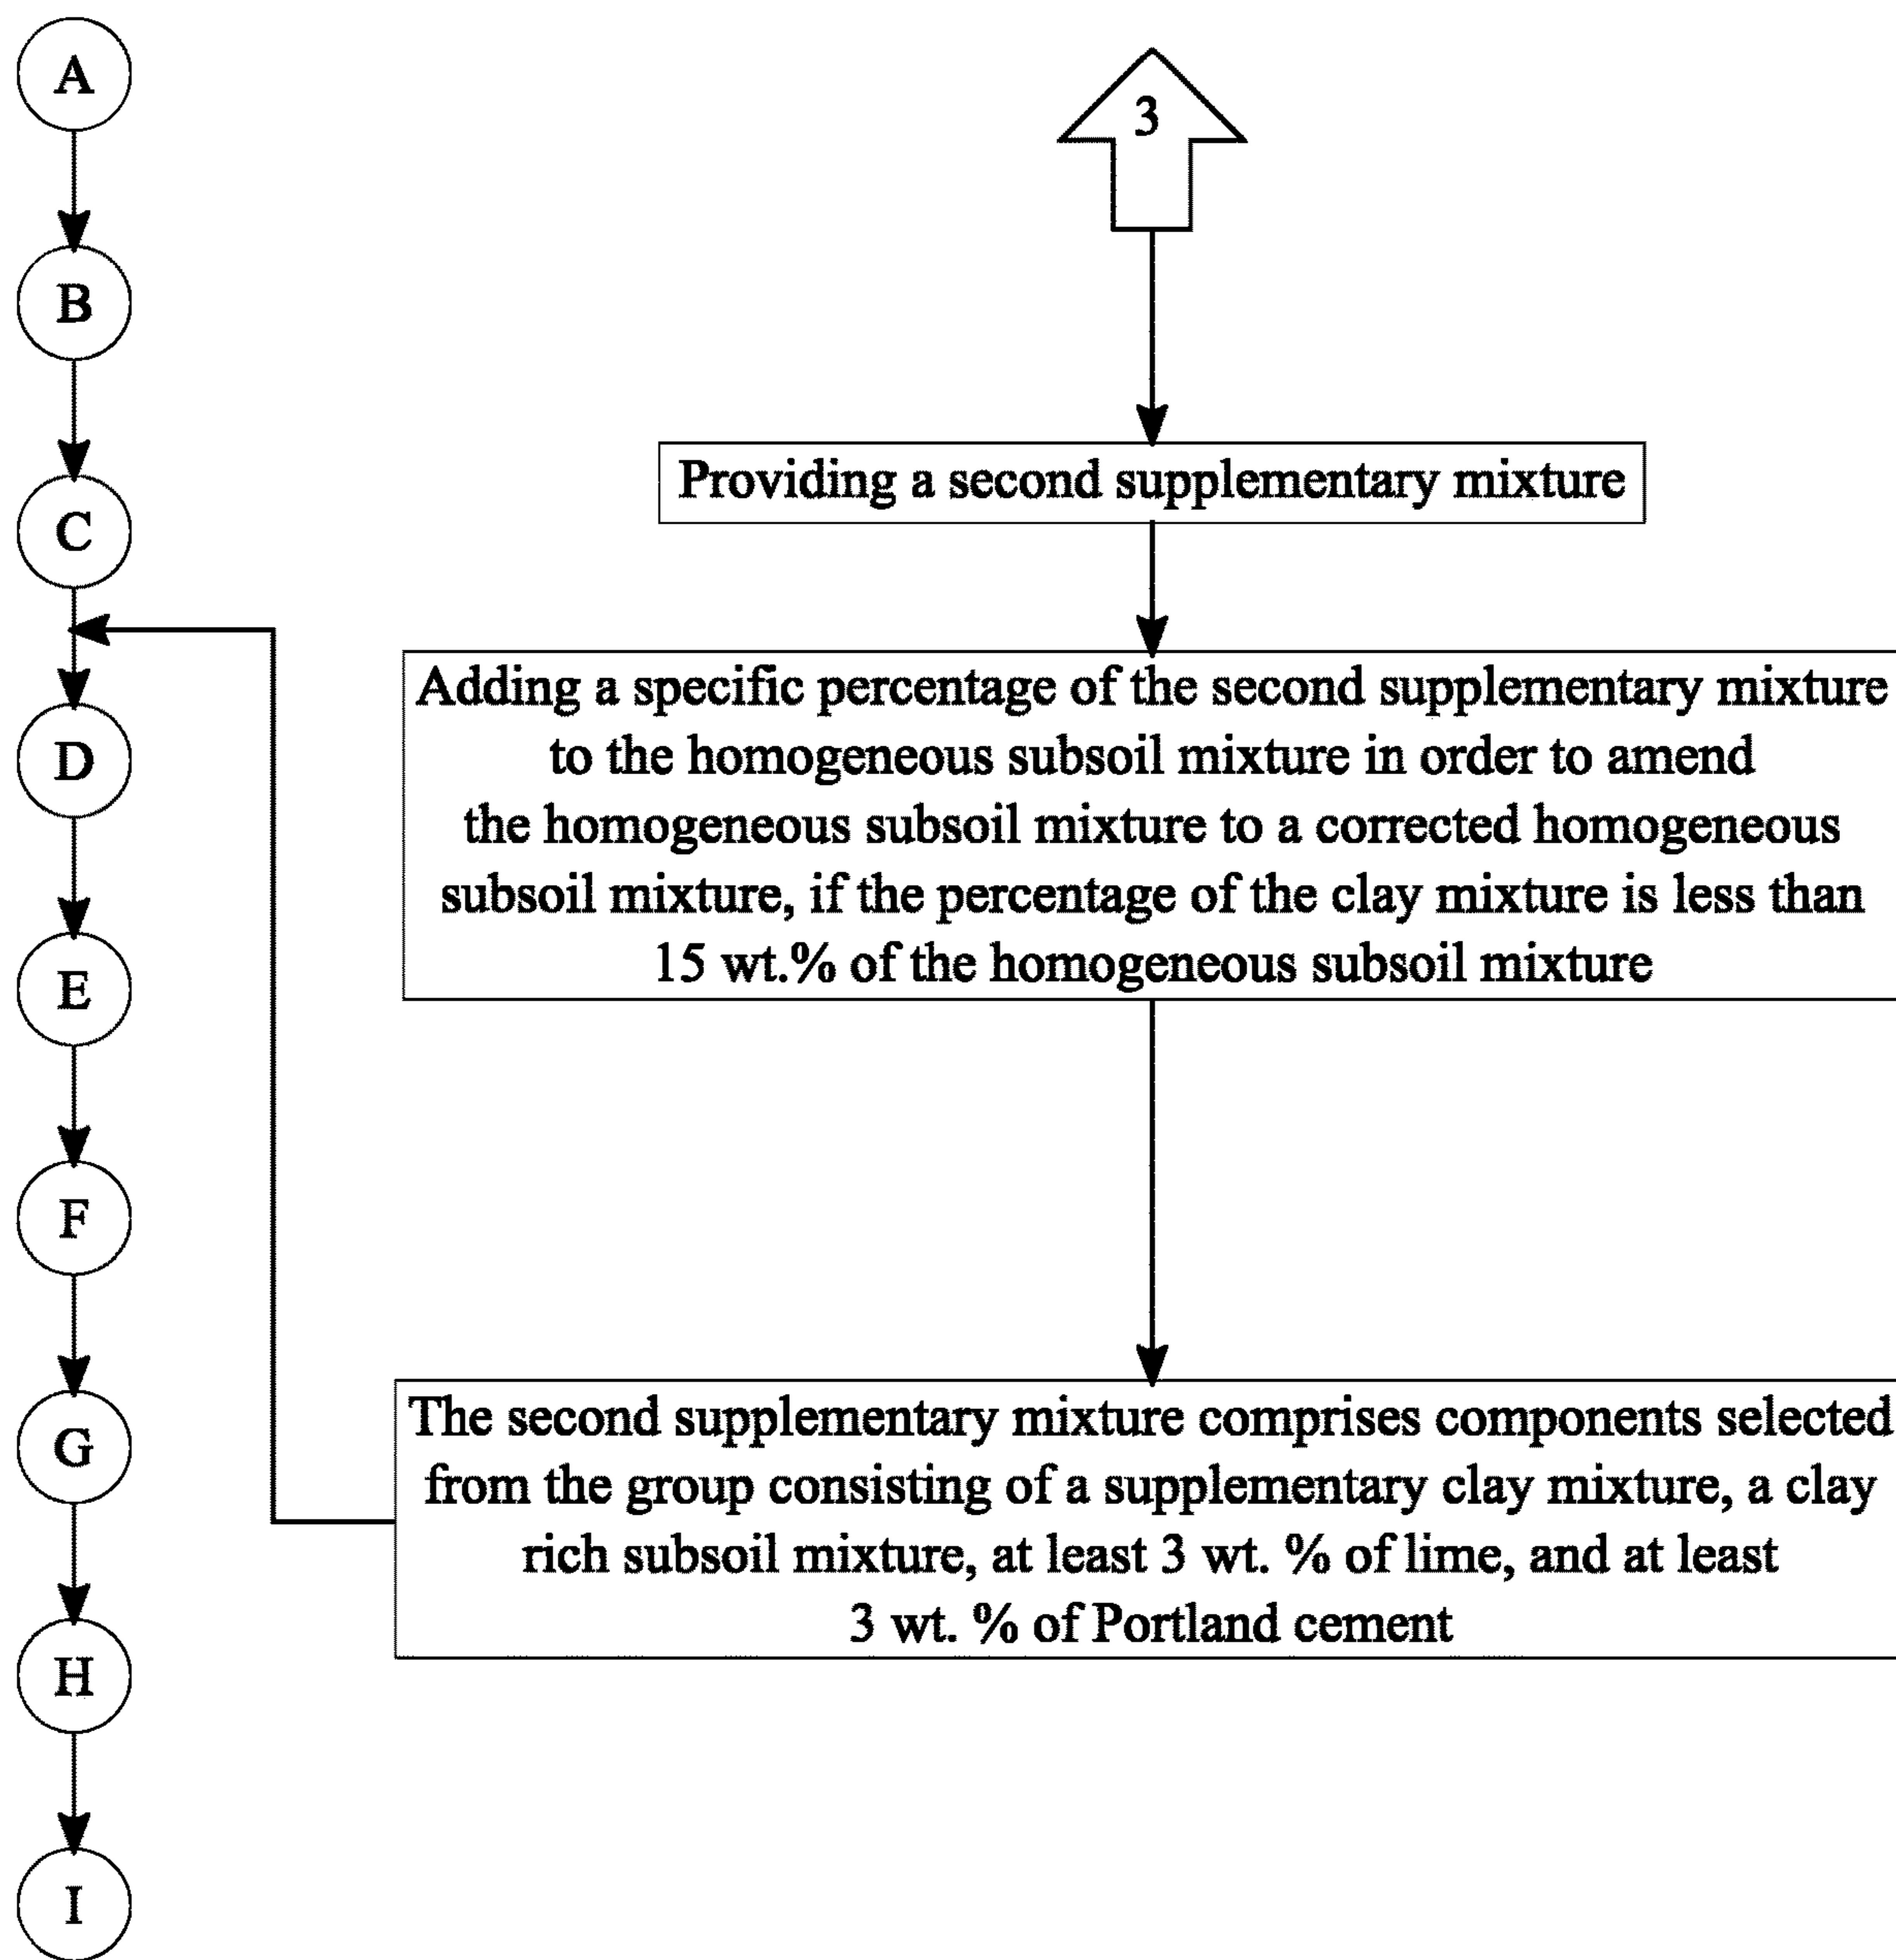 A
B
C
D
E
F
G
H
I
3
Providing a second supplementary mixture
Adding a specific percentage of the second supplementary mixture
to the homogeneous subsoil mixture in order to amend
the homogeneous subsoil mixture to a corrected homogeneous
subsoil mixture, if the percentage of the clay mixture is less than
15 wt.% of the homogeneous subsoil mixture
The second supplementary mixture comprises components selected
from the group consisting of a supplementary clay mixture, a clay
rich subsoil mixture, at least 3 wt. % of lime, and at least
3 wt. % of Portland cement